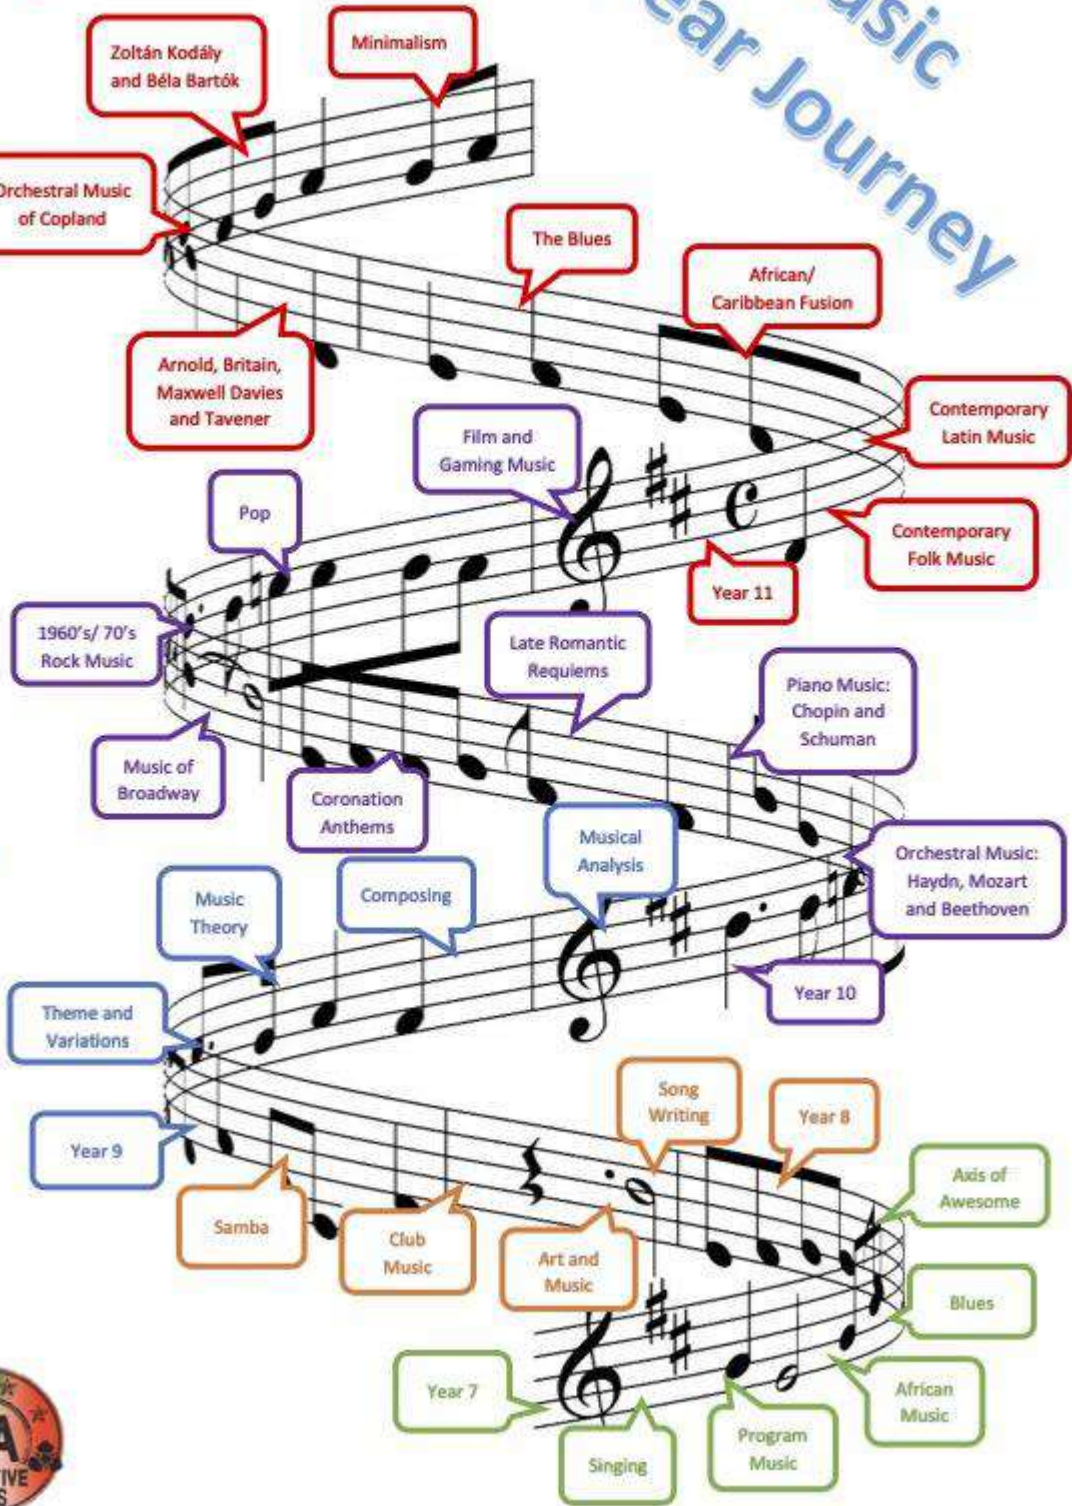 Journey
Zoltán Kodály
and Béla Bartók
Minimalism
Orchestral Music
of Copland
The Blues
African/
Caribbean Fusion
Arnold, Britain,
Maxwell Davies
and Tavener
Contemporary
Latin Music
Film and
Gaming Music
Pop
Contemporary
Folk Music
Year 11
1960's/ 70's
Rock Music
Late Romantic
Requiems
Piano Music:
Chopin and
Schuman
Music of
Broadway
Coronation
Anthems
Musical
Analysis
Orchestral Music:
Haydn, Mozart
and Beethoven
Music
Theory
Composing
Year 10
Theme and
Variations
Song
Writing
Year 8
Year 9
Axis of
Awesome
Samba
Club
Music
Art and
Music
Blues
Year 7
African
Music
Program
Music
Singing